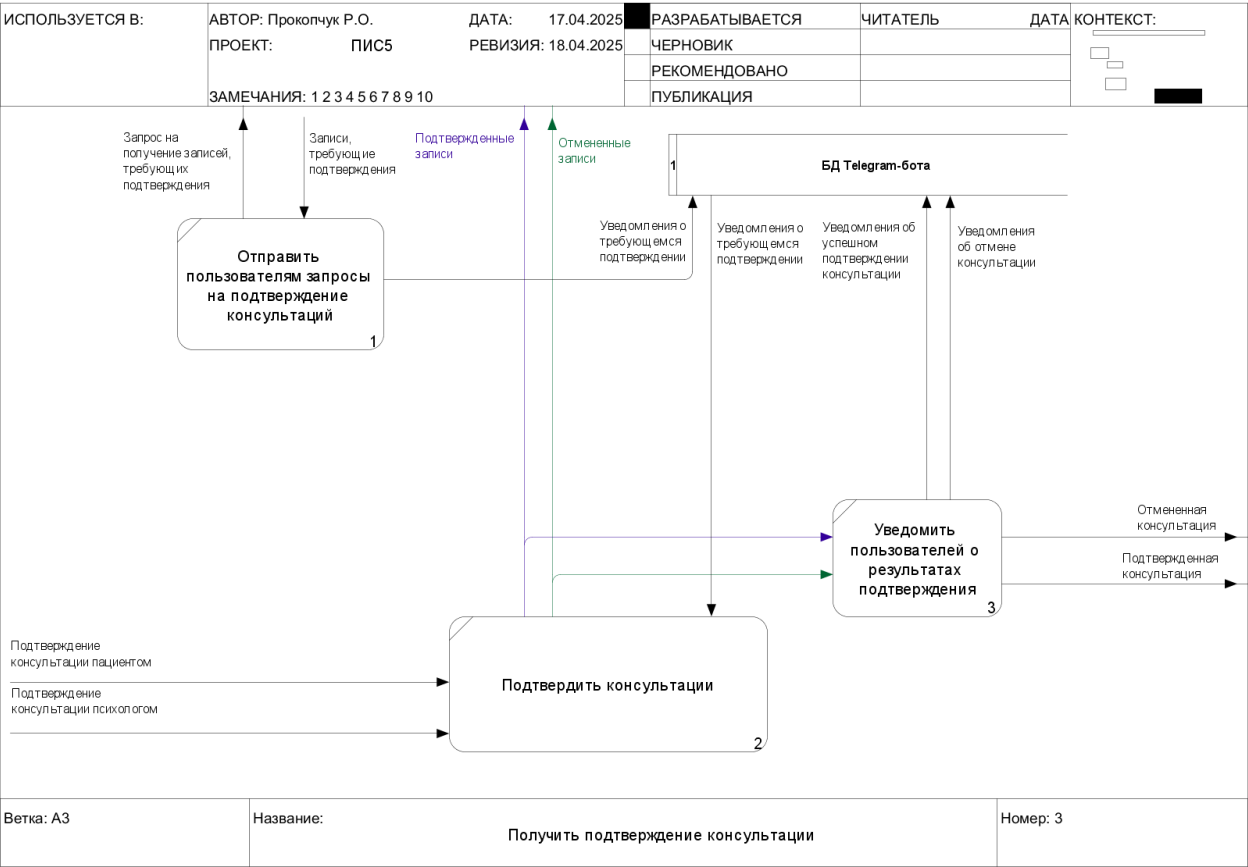 ИСПОЛЬЗУЕТСЯ В:
АВТОР: Прокопчук Р.О.
ДАТА: 17.04.2025
РАЗРАБАТЫВАЕТСЯ
ЧИТАТЕЛЬ
ДАТА
КОНТЕКСТ:
ПРОЕКТ: ПИС5
РЕВИЗИЯ: 18.04.2025
ЧЕРНОВИК
РЕКОМЕНДОВАНО
ЗАМЕЧАНИЯ: 1 2 3 4 5 6 7 8 9 10
ПУБЛИКАЦИЯ
Запрос на
получение записей,
требующих
подтверждения
Записи,
требующие
подтверждения
Подтвержденные
записи
Отмененные
записи
1
БД Telegram-бота
Уведомления о
требующемся
подтверждении
Уведомления о
требующемся
подтверждении
Уведомления об
успешном
подтверждении
консультации
Уведомления
об отмене
консультации
Отправить
пользователям запросы
на подтверждение
консультаций
1
Уведомить
пользователей о
результатах
подтверждения
3
Отмененная
консультация
Подтвержденная
консультация
Подтверждение
консультации пациентом
Подтверждение
консультации психологом
Подтвердить консультации
2
Ветка: A3
Название:
Получить подтверждение консультации
Номер: 3